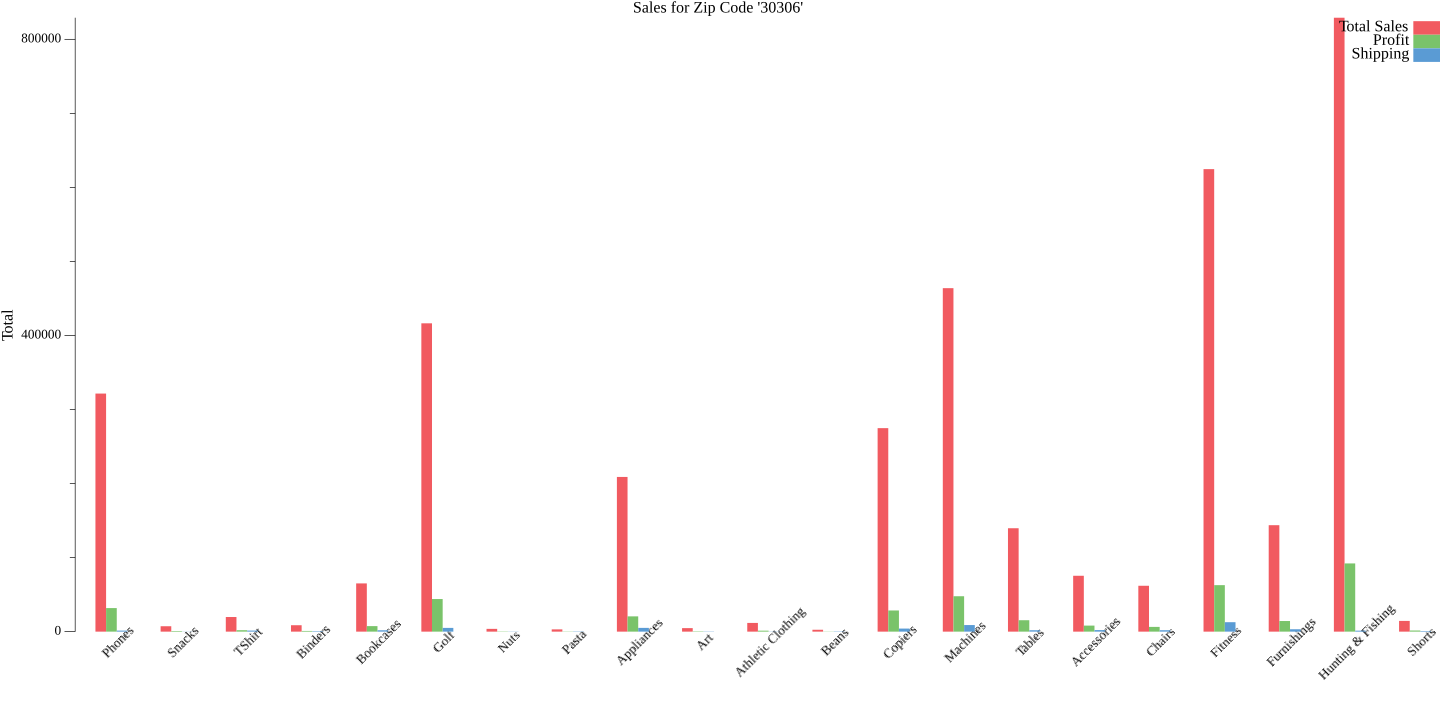 Sales for Zip Code '30306'
Total Sales
Profit
Shipping
800000
400000
0
Total
Phones
Snacks
TShirt
Binders
Bookcases
Golf
Nuts
Pasta
Appliances
Art
Athletic Clothing
Beans
Copiers
Machines
Tables
Accessories
Chairs
Fitness
Furnishings
Hunting & Fishing
Shorts